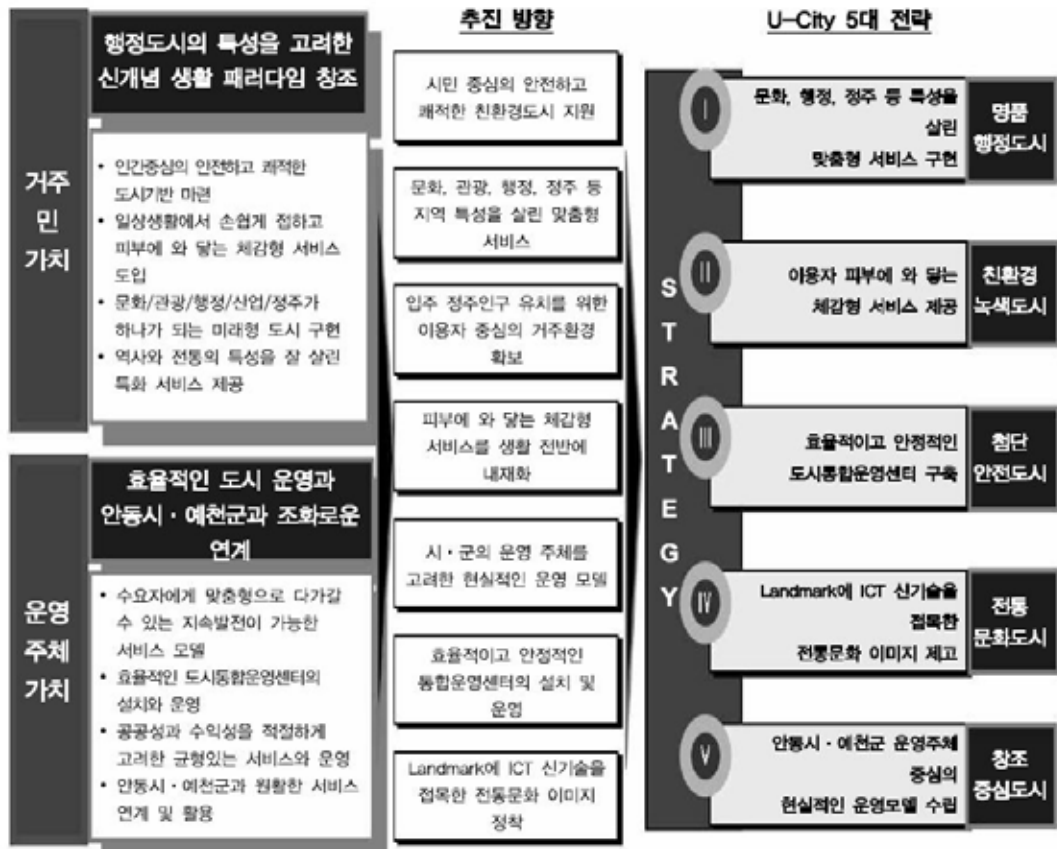 거주
민
가치
행정도시의 특성을 고려한
신개념 생활 패러다임 창조
• 인간중심의 안전하고 쾌적한
도시기반 마련
• 일상생활에서 손쉽게 접하고
피부에 와 닿는 체감형 서비스
도입
• 문화/관광/행정/산업/정주가
하나가 되는 미래형 도시 구현
• 역사와 전통의 특성을 잘 살린
특화 서비스 제공
운영
주체
가치
효율적인 도시 운영과
안동시·예천군과 조화로운
연계
• 수요자에게 맞춤형으로 다가갈
수 있는 지속발전이 가능한
서비스 모델
• 효율적인 도시통합운영센터의
설치와 운영
• 공공성과 수익성을 적절하게
고려한 균형있는 서비스와 운영
• 안동시·예천군과 원활한 서비스
연계 및 활용
추진 방향
시민 중심의 안전하고
쾌적한 친환경도시 지원
문화, 관광, 행정, 정주 등
지역 특성을 살린 맞춤형
서비스
입주 정주인구 유치를 위한
이용자 중심의 거주환경
확보
피부에 와 닿는 체감형
서비스를 생활 전반에
내재화
시·군의 운영 주체를
고려한 현실적인 운영 모델
효율적이고 안정적인
통합운영센터의 설치 및
운영
Landmark에 ICT 신기술을
접목한 전통문화 이미지
정착
U-City 5대 전략
STRATEGY
I
문화, 행정, 정주 등 특성을
살린
맞춤형 서비스 구현
명품
행정도시
II
이용자 피부에 와 닿는
체감형 서비스 제공
친환경
녹색도시
III
효율적이고 안정적인
도시통합운영센터 구축
첨단
안전도시
IV
Landmark에 ICT 신기술을
접목한
전통문화 이미지 제고
전통
문화도시
V
안동시·예천군 운영주체
중심의
현실적인 운영모델 수립
창조
중심도시